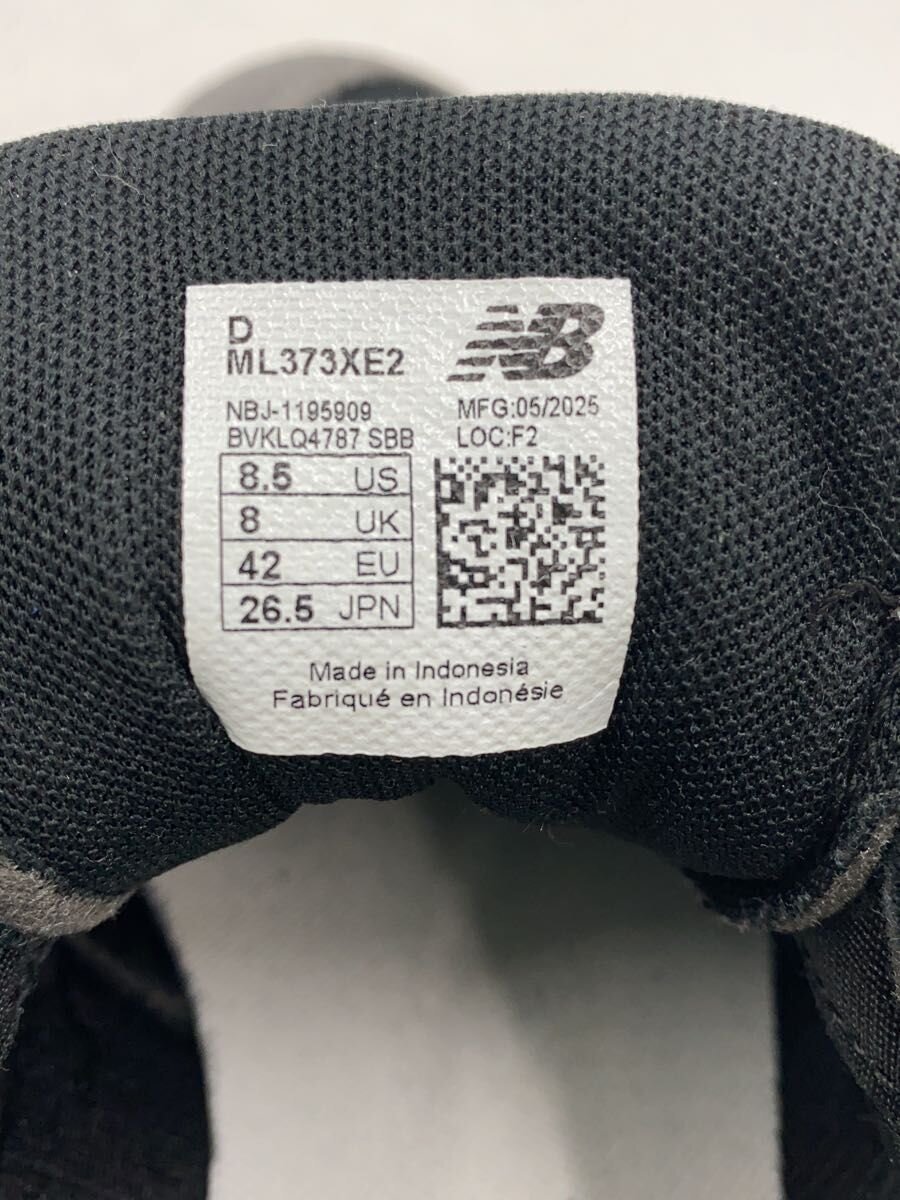 D
ML373XE2
NB
NBJ-1195909
BVKLQ4787 SBB
MFG:05/2025
LOC:F2
8.5 US
8 UK
42 EU
26.5 JPN
Made in Indonesia
Fabriqué en Indonésie